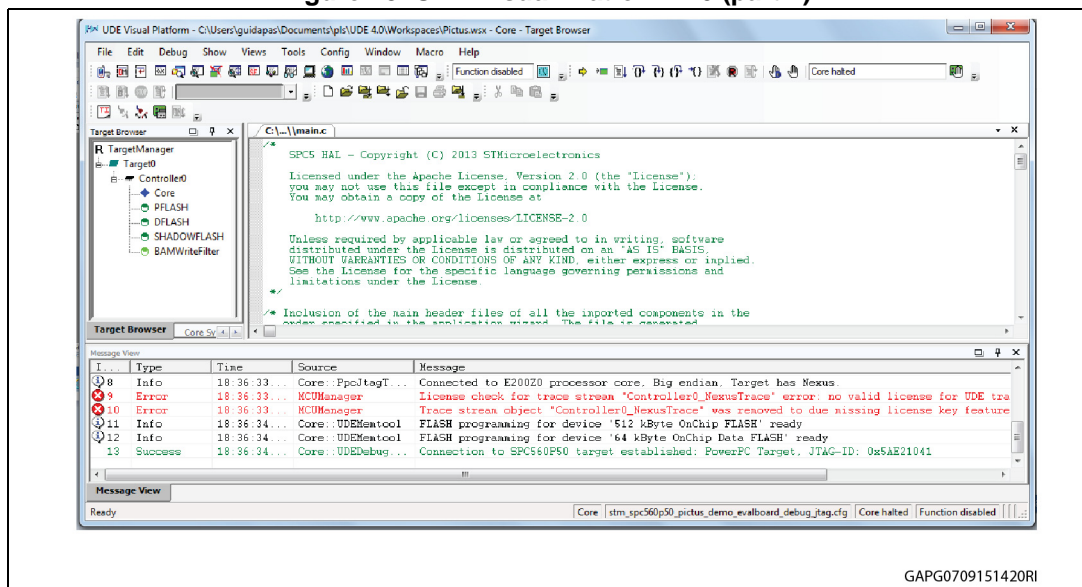 UDE Visual Platform - C:\Users\guidapas\Documents\pls\UDE 4.0\Workspaces\Pictus.wsx - Core - Target Browser
File Edit Debug Show Views Tools Config Window Macro Help
Function disabled
Core halted
Target Browser
C:\...\\main.c
TargetManager
Target0
Controller0
Core
PFLASH
DFLASH
SHADOWFLASH
BAMWriteFilter
Target Browser
Core Sy
/*
SPC5 HAL - Copyright (C) 2013 STMicroelectronics
Licensed under the Apache License, Version 2.0 (the "License");
you may not use this file except in compliance with the License.
You may obtain a copy of the License at
http://www.apache.org/licenses/LICENSE-2.0
Unless required by applicable law or agreed to in writing, software
distributed under the License is distributed on an "AS IS" BASIS,
WITHOUT WARRANTIES OR CONDITIONS OF ANY KIND, either express or implied.
See the License for the specific language governing permissions and
limitations under the License.
*/
/* Inclusion of the main header files of all the imported components in the
order specified in the application wizard. The file is generated
Message View
I... Type Time Source Message
8 Info 18:36:33... Core::PpcJtagT... Connected to E200Z0 processor core, Big endian, Target has Nexus.
9 Error 18:36:33... MCUManager License check for trace stream "Controller0_NexusTrace" error: no valid license for UDE tra
10 Error 18:36:33... MCUManager Trace stream object "Controller0_NexusTrace" was removed to due missing license key feature
11 Info 18:36:34... Core::UDEMemtool FLASH programming for device '512 kByte OnChip FLASH' ready
12 Info 18:36:34... Core::UDEMemtool FLASH programming for device '64 kByte OnChip Data FLASH' ready
13 Success 18:36:34... Core::UDEDebug... Connection to SPC560P50 target established: PowerPC Target, JTAG-ID: 0x5AE21041
Message View
Ready
Core stm_spc560p50_pictus_demo_evalboard_debug_jtag.cfg Core halted Function disabled
GAPG0709151420RI